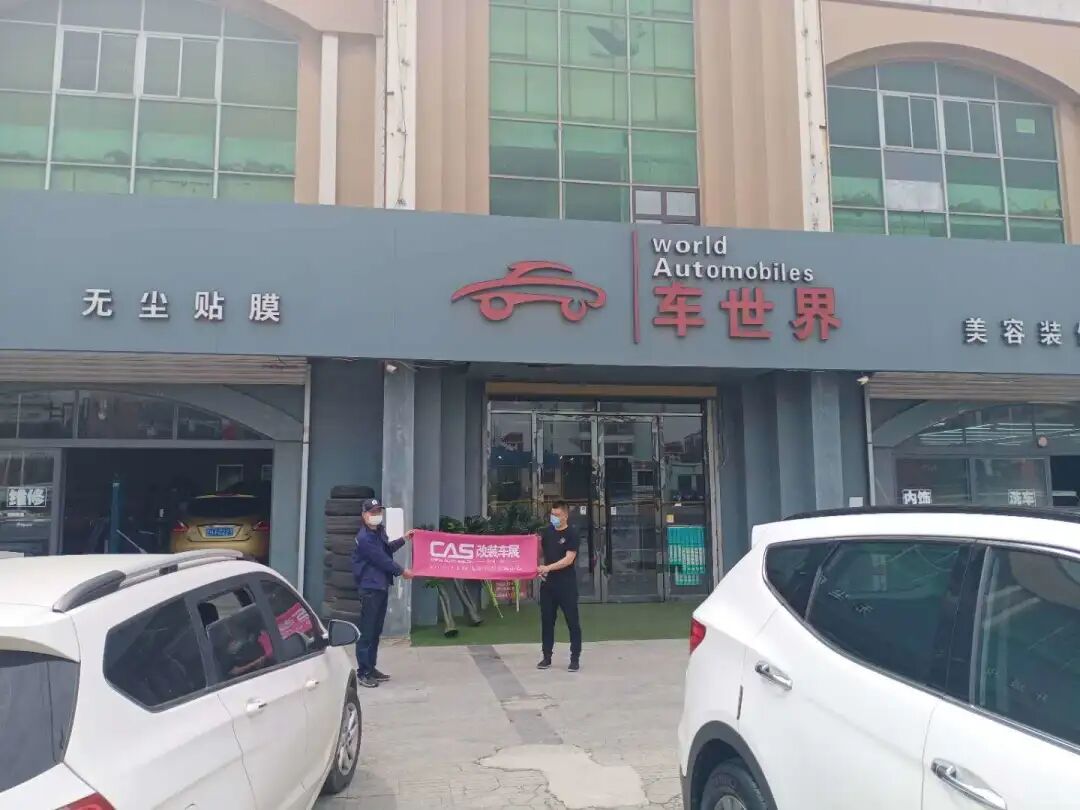 world
Automobiles
车世界
无尘贴膜
美容装
维修
内饰
洗车
CAS 改装车展